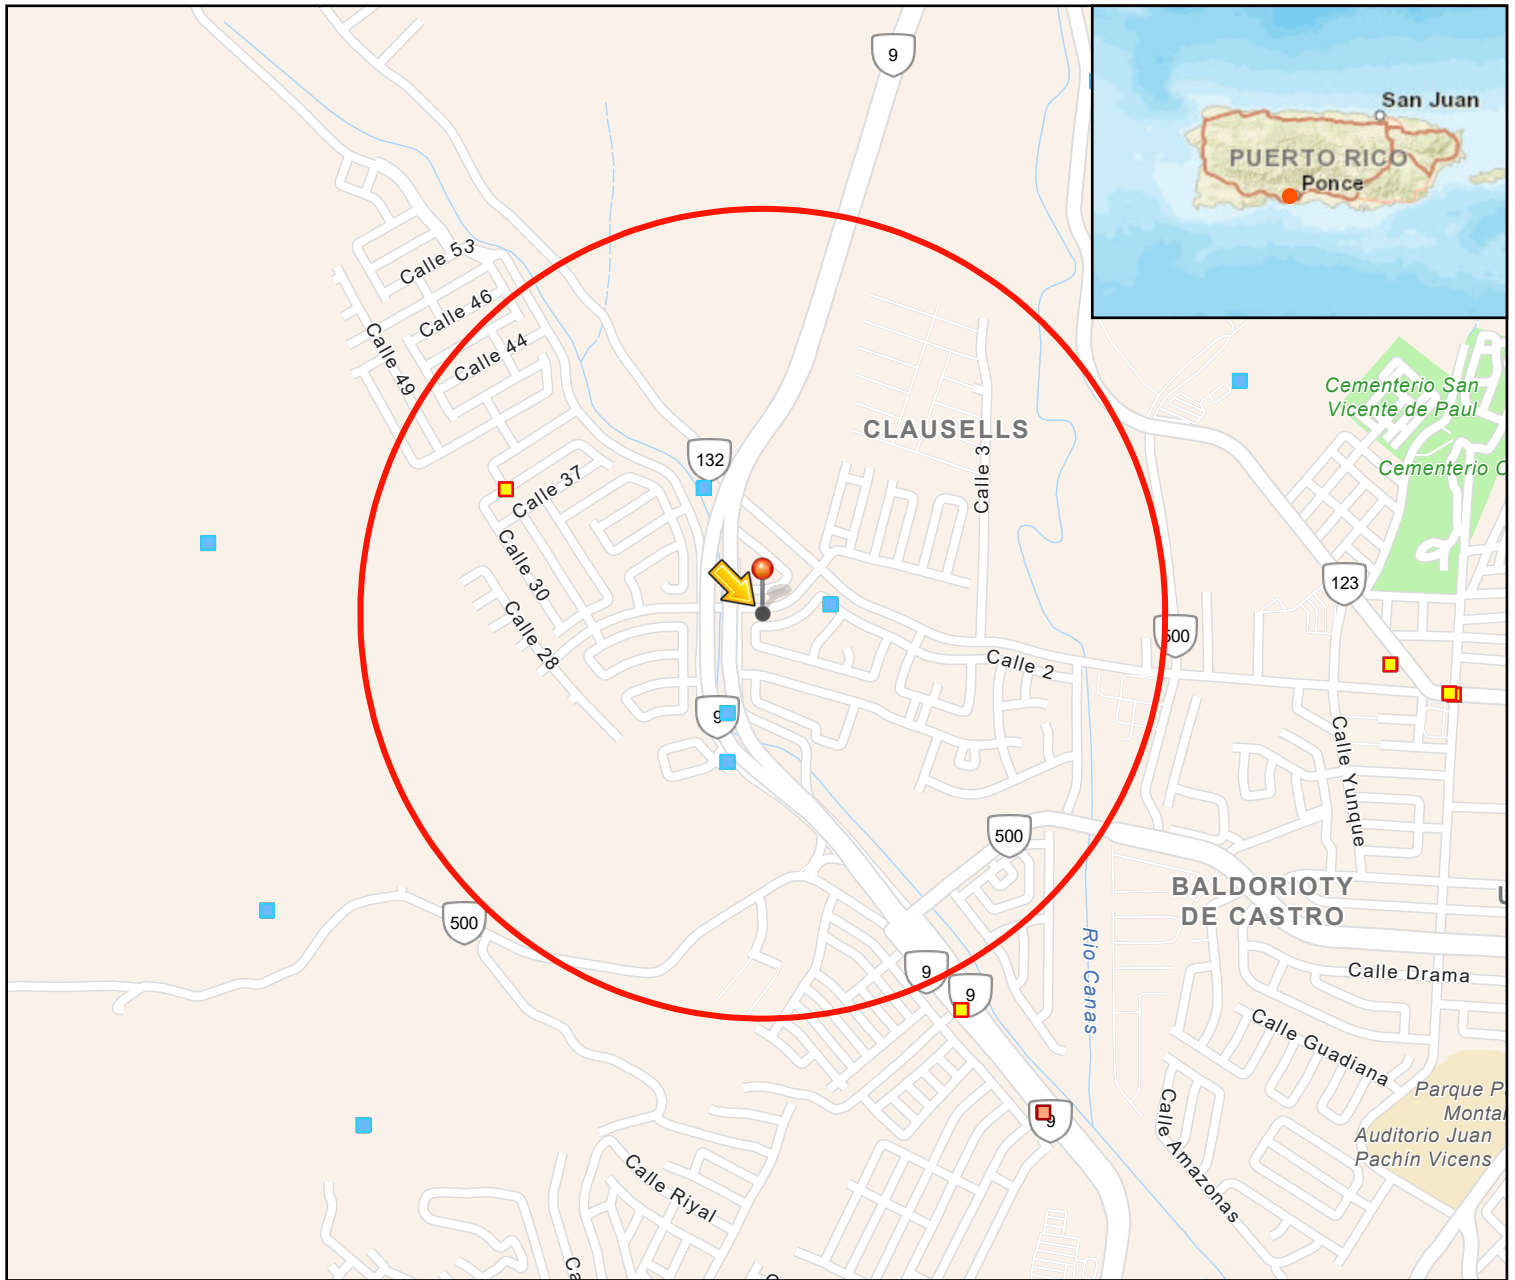 9
San Juan
PUERTO RICO
Ponce
Calle 53
Calle 46
Calle 44
Calle 49
Cementerio San
Vicente de Paul
CLAUSELLS
132
Calle 3
Cementerio
Calle 37
Calle 30
123
Calle 28
500
Calle 2
9
Calle Yunque
500
BALDORIOTY
DE CASTRO
500
Rio Canas
9
9
Calle Drama
Calle Guadiana
Parque
9
Calle Amazonas
Auditorio Juan
Pachín Vicens
Calle Riyal